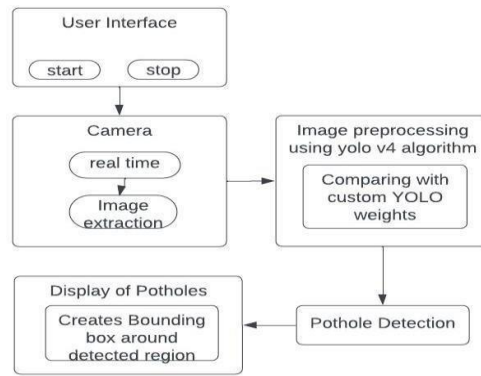 User Interface
start
stop
Camera
real time
Image
extraction
Image preprocessing
using yolo v4 algorithm
Comparing with
custom YOLO
weights
Pothole Detection
Display of Potholes
Creates Bounding
box around
detected region